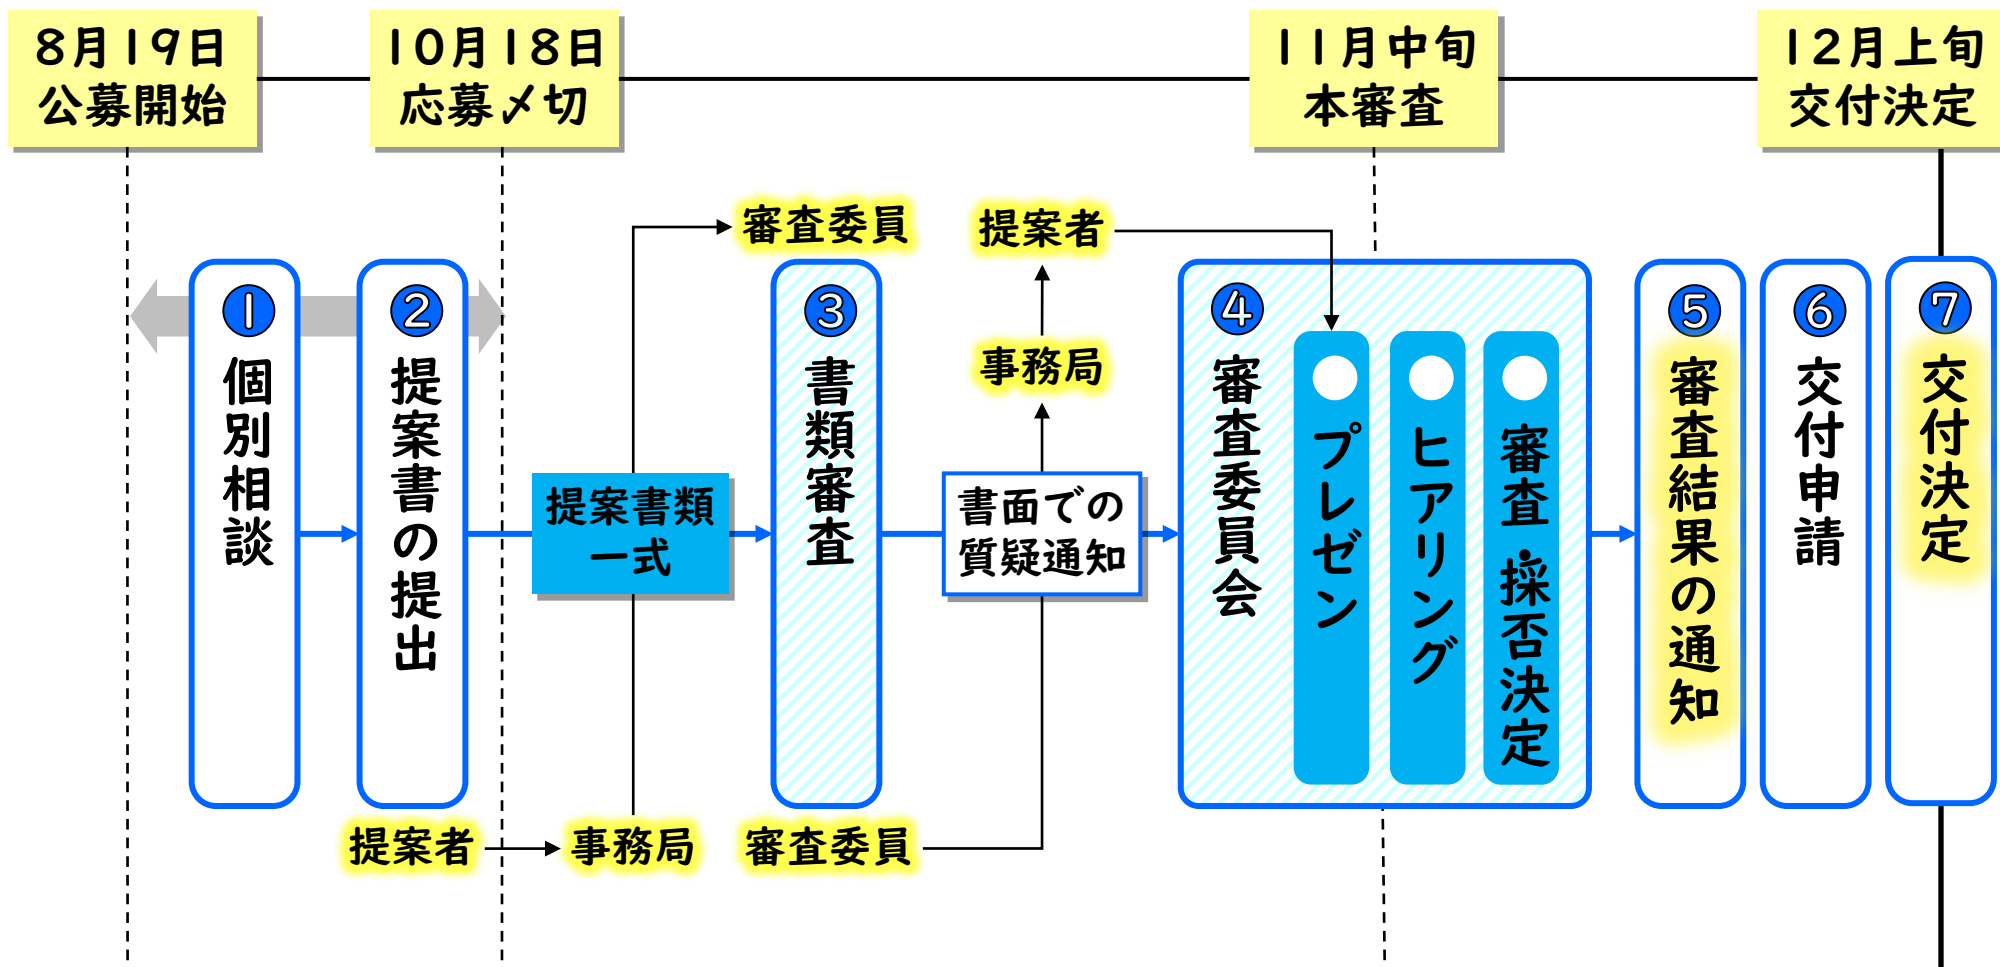 8月19日
公募開始
10月18日
応募〆切
11月中旬
本審査
12月上旬
交付決定
① 個別相談
② 提案書の提出
提案者
事務局
提案書類
一式
審査委員
③ 書類審査
審査委員
書面での
質疑通知
事務局
提案者
④ 審査委員会
プレゼン
ヒアリング
審査・採否決定
⑤ 審査結果の通知
⑥ 交付申請
⑦ 交付決定